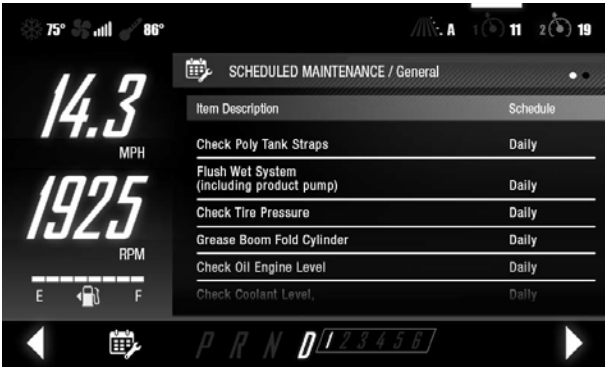 75° 86° A 1 11 2 19
SCHEDULED MAINTENANCE / General
14.3
MPH
1925
RPM
E F
Item Description Schedule
Check Poly Tank Straps Daily
Flush Wet System
(including product pump) Daily
Check Tire Pressure Daily
Grease Boom Fold Cylinder Daily
Check Oil Engine Level Daily
Check Coolant Level, Daily
P R N D 1 2 3 4 5 6